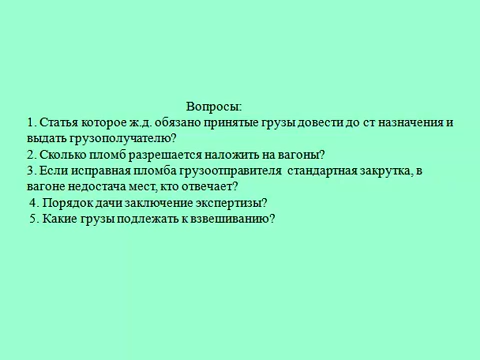 Вопросы:
1. Статья которое ж.д. обязано принятые грузы довести до ст назначения и
выдать грузополучателю?
2. Сколько пломб разрешается наложить на вагоны?
3. Если исправная пломба грузоотправителя стандартная закрутка, в
вагоне недостача мест, кто отвечает?
4. Порядок дачи заключение экспертизы?
5. Какие грузы подлежать к взвешиванию?